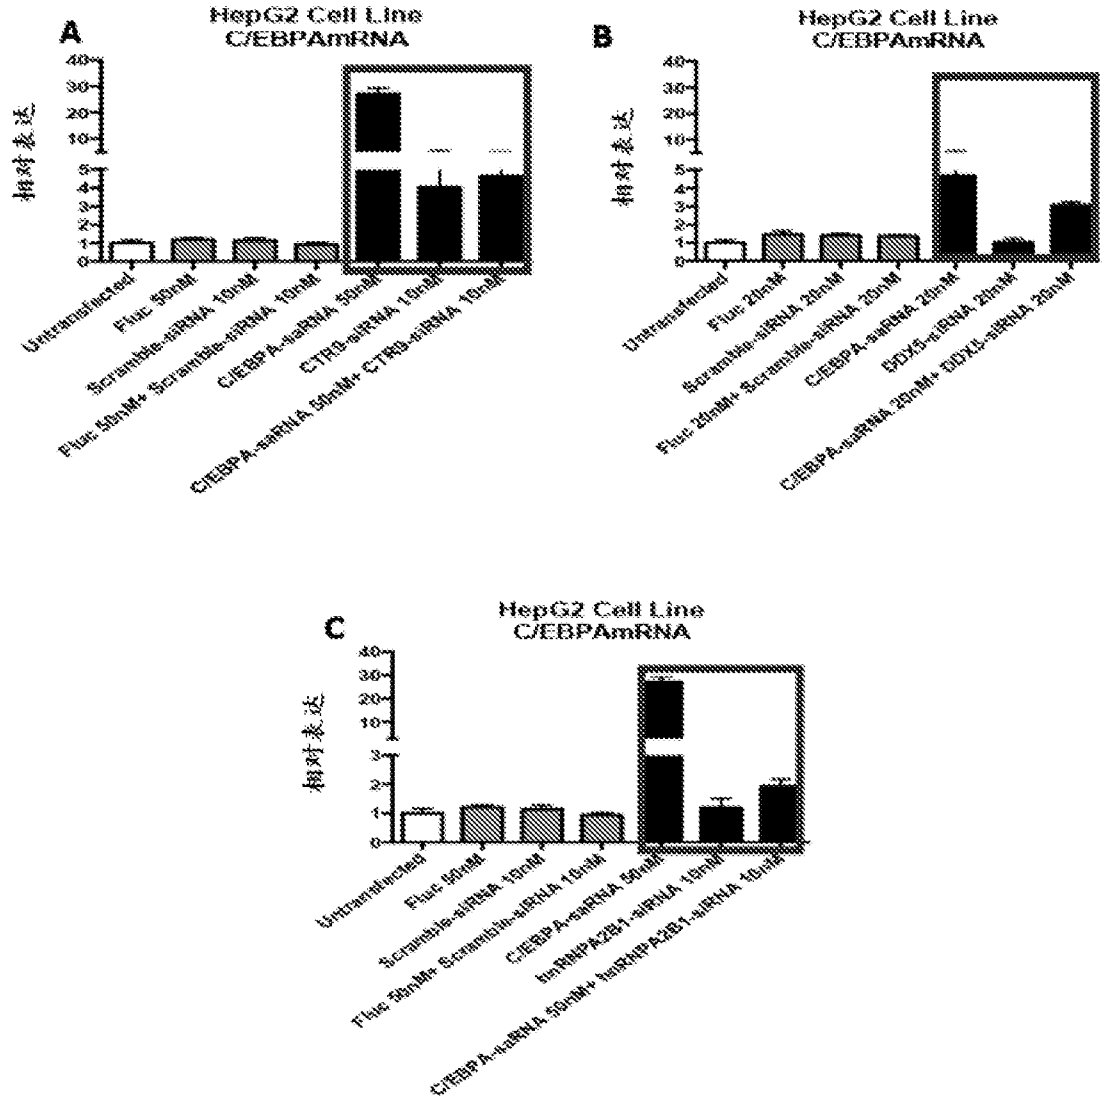 A
HepG2 Cell Line
C/EBPAmRNA
相对表达
40
30
20
10
5
4
3
2
1
0
Untransfected
Fluc 50nM
Scramble-siRNA 10nM
Fluc 50nM+ Scramble-siRNA 10nM
C/EBPA-saRNA 50nM
CTR9-siRNA 10nM
C/EBPA-saRNA 50nM+ CTR9-siRNA 10nM
B
HepG2 Cell Line
C/EBPAmRNA
相对表达
40
30
20
10
5
4
3
2
1
0
Untransfected
Fluc 20nM
Scramble-siRNA 20nM
Fluc 20nM+ Scramble-siRNA 20nM
C/EBPA-saRNA 20nM
DDX5-siRNA 20nM
C/EBPA-saRNA 20nM+ DDX5-siRNA 20nM
C
HepG2 Cell Line
C/EBPAmRNA
相对表达
40
30
20
10
3
2
1
0
Untransfected
Fluc 50nM
Scramble-siRNA 10nM
Fluc 50nM+ Scramble-siRNA 10nM
C/EBPA-saRNA 50nM
hnRNPA2B1-siRNA 10nM
C/EBPA-saRNA 50nM+ hnRNPA2B1-siRNA 10nM